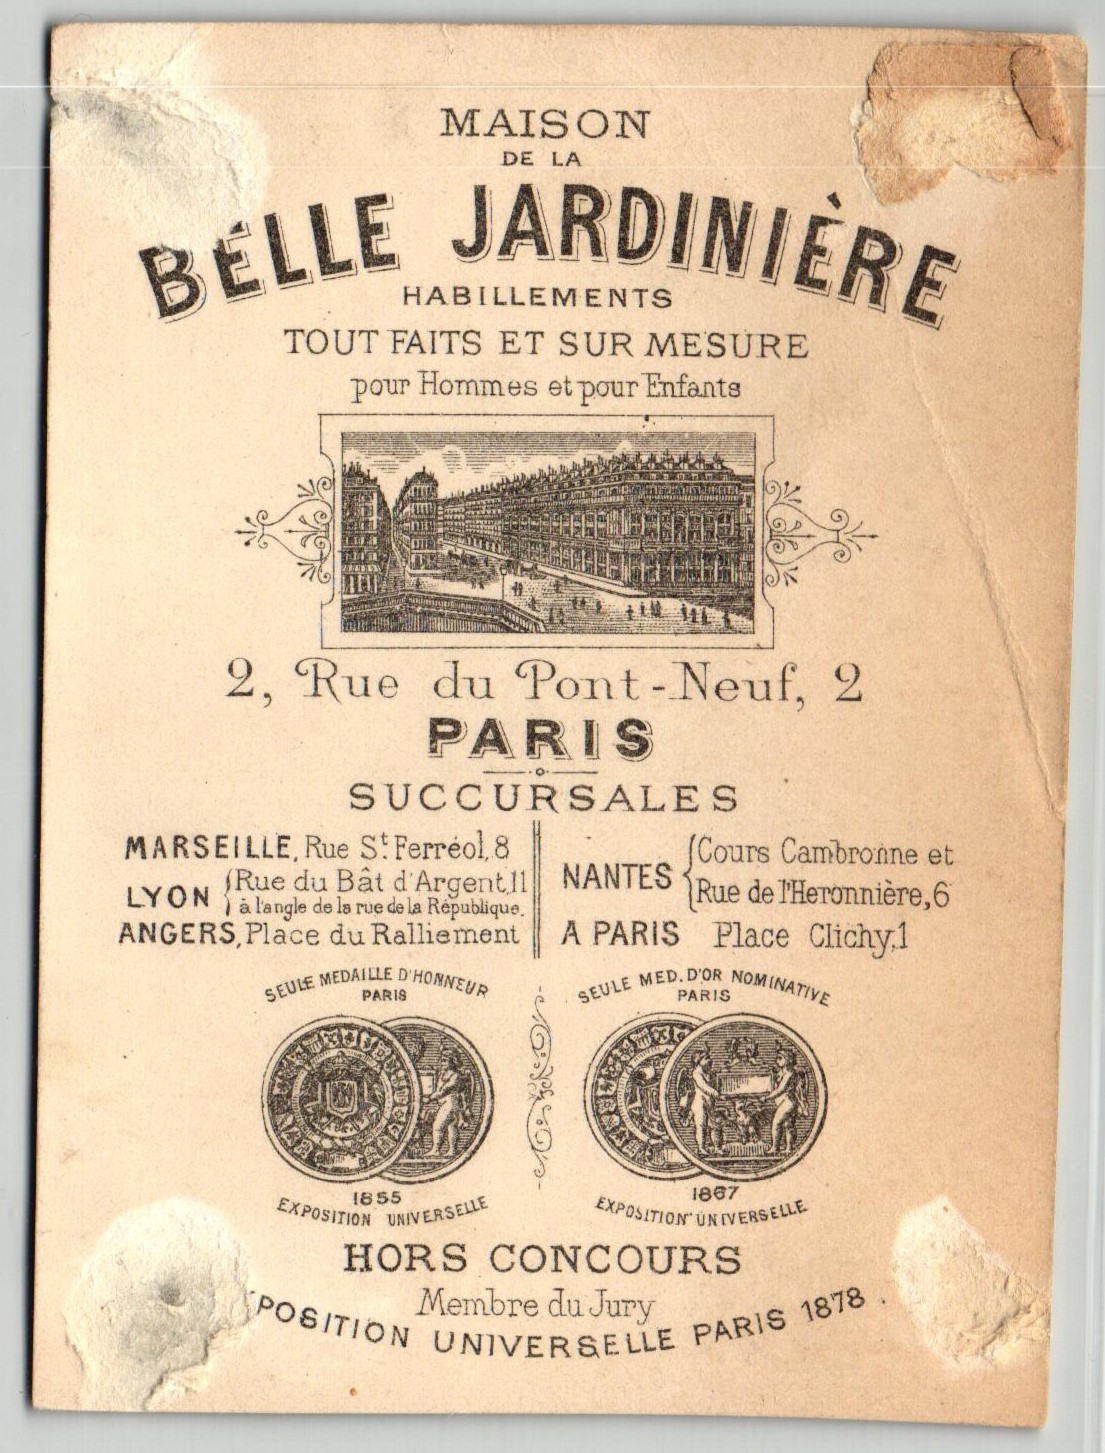 MAISON
DE LA
BELLE JARDINIÈRE
HABILLEMENTS
TOUT FAITS ET SUR MESURE
pour Hommes et pour Enfants
2, Rue du Pont-Neuf, 2
PARIS
SUCCURSALES
MARSEILLE, Rue St. Ferréol, 8
LYON { Rue du Bât d'Argent, 11
à l'angle de la rue de la République.
ANGERS, Place du Ralliement
NANTES { Cours Cambronne et
Rue de l'Heronnière, 6
A PARIS Place Clichy, 1
SEULE MEDAILLE D'HONNEUR
PARIS
1855
EXPOSITION UNIVERSELLE
SEULE MED. D'OR NOMINATIVE
PARIS
1867
EXPOSITION UNIVERSELLE
HORS CONCOURS
Membre du Jury
POSITION UNIVERSELLE PARIS 1878.